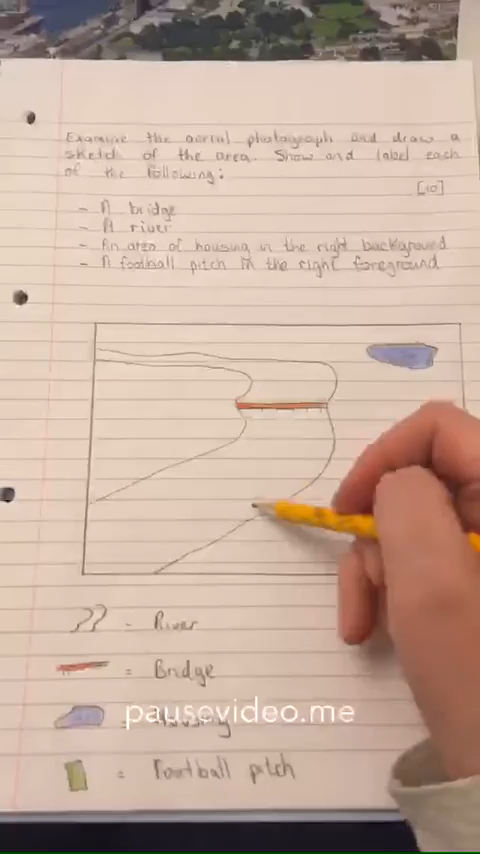 Examine the aerial photograph and draw a
sketch of the area. Show and label each
of the following:
[10]
- A bridge
- A river
- An area of housing in the right background
- A football pitch in the right foreground
- River
= Bridge
pausevideo.me
= Football pitch